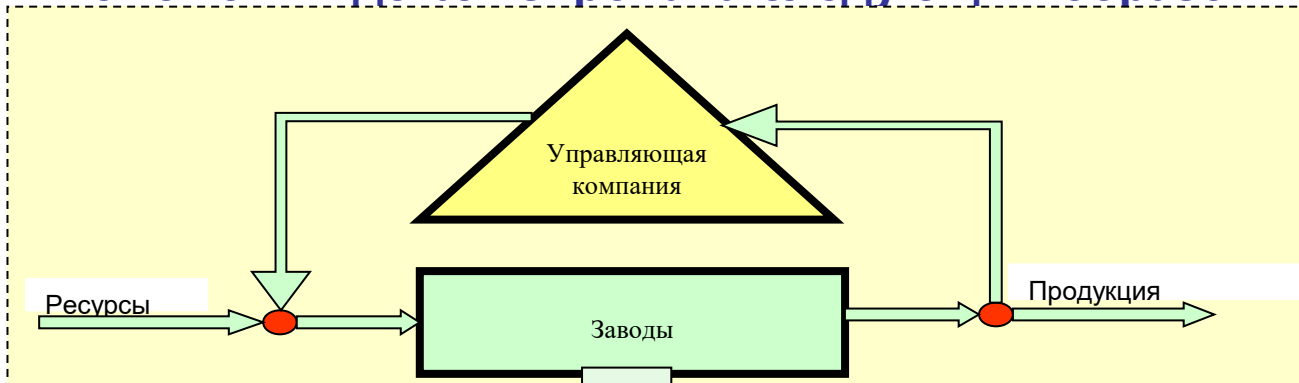 Управляющая
компания
Ресурсы
Продукция
Заводы